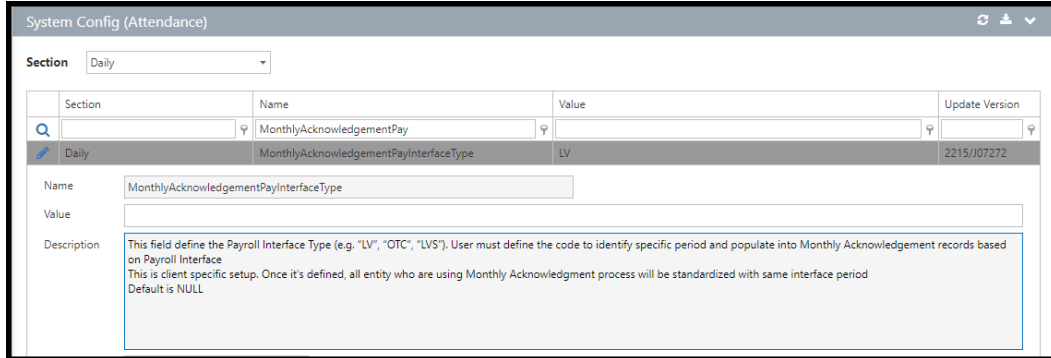 System Config (Attendance)
Section Daily
Section Name Value Update Version
MonthlyAcknowledgementPay
Daily MonthlyAcknowledgementPayInterfaceType LV 2215/J07272
Name MonthlyAcknowledgementPayInterfaceType
Value
Description This field define the Payroll Interface Type (e.g. “LV”, “OTC”, “LVS”). User must define the code to identify specific period and populate into Monthly Acknowledgement records based
on Payroll Interface
This is client specific setup. Once it's defined, all entity who are using Monthly Acknowledgment process will be standardized with same interface period
Default is NULL